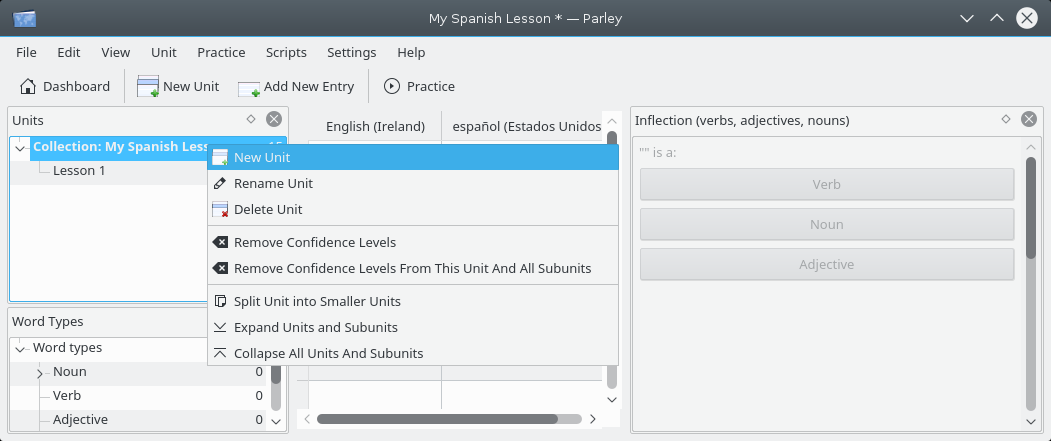 My Spanish Lesson * — Parley
File Edit View Unit Practice Scripts Settings Help
Dashboard New Unit Add New Entry Practice
Units
Collection: My Spanish Less
Lesson 1
English (Ireland) español (Estados Unidos
New Unit
Rename Unit
Delete Unit
Remove Confidence Levels
Remove Confidence Levels From This Unit And All Subunits
Split Unit into Smaller Units
Expand Units and Subunits
Collapse All Units And Subunits
Word Types
Word types
Noun 0
Verb 0
Adjective 0
Inflection (verbs, adjectives, nouns)
"" is a:
Verb
Noun
Adjective